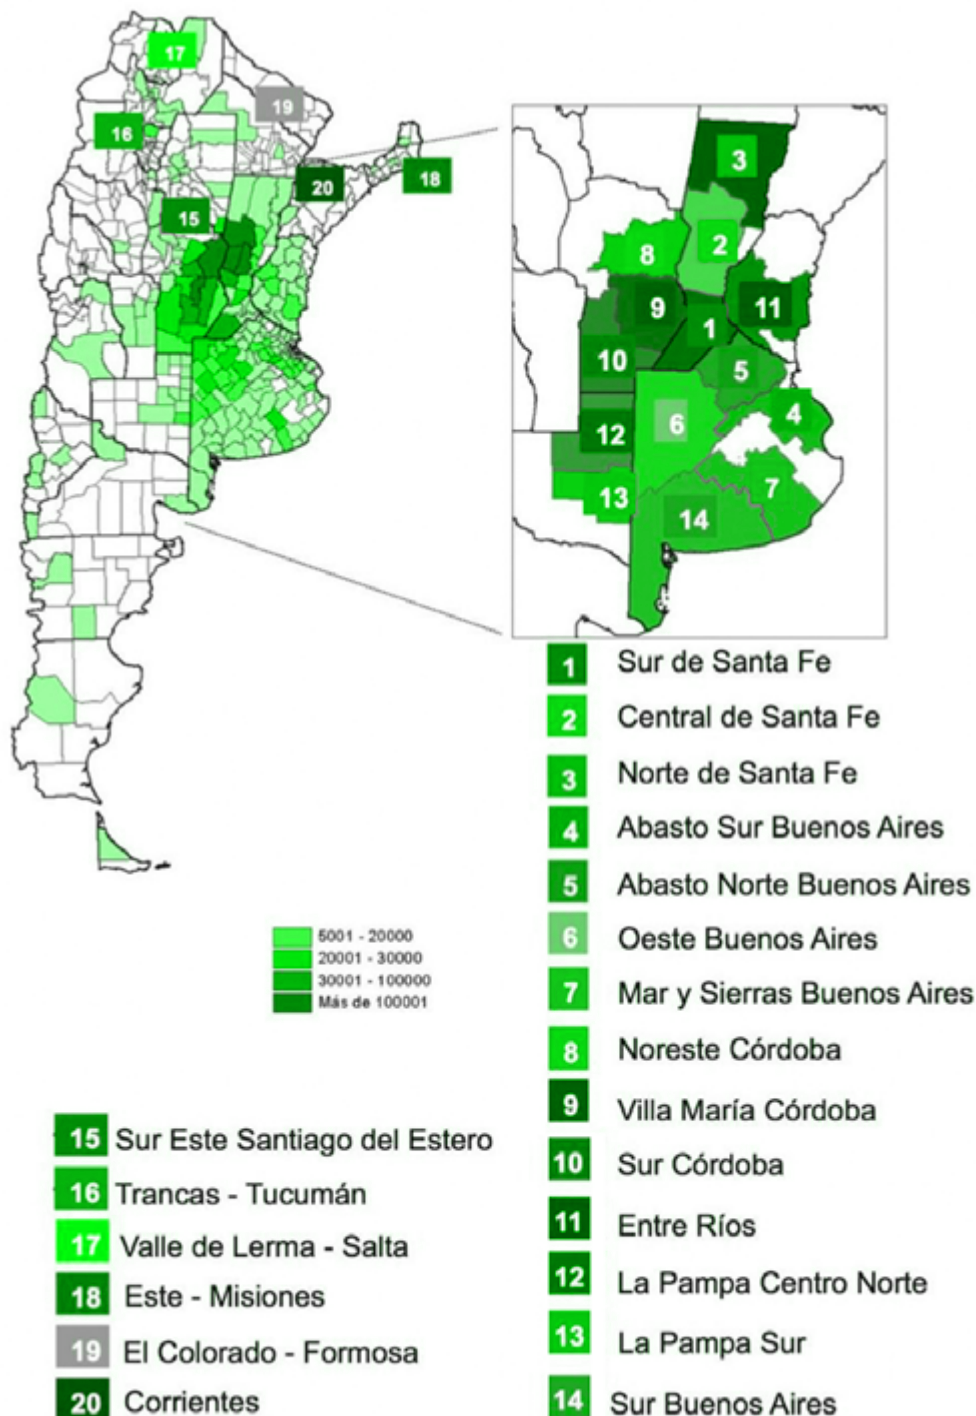 17
19
16
20
18
15
3
2
8
9
11
1
10
5
4
6
12
7
13
14
1 Sur de Santa Fe
2 Central de Santa Fe
3 Norte de Santa Fe
4 Abasto Sur Buenos Aires
5 Abasto Norte Buenos Aires
6 Oeste Buenos Aires
7 Mar y Sierras Buenos Aires
8 Noreste Córdoba
9 Villa María Córdoba
10 Sur Córdoba
11 Entre Ríos
12 La Pampa Centro Norte
13 La Pampa Sur
14 Sur Buenos Aires
5001 - 20000
20001 - 30000
30001 - 100000
Más de 100001
15 Sur Este Santiago del Estero
16 Trancas - Tucumán
17 Valle de Lerma - Salta
18 Este - Misiones
19 El Colorado - Formosa
20 Corrientes